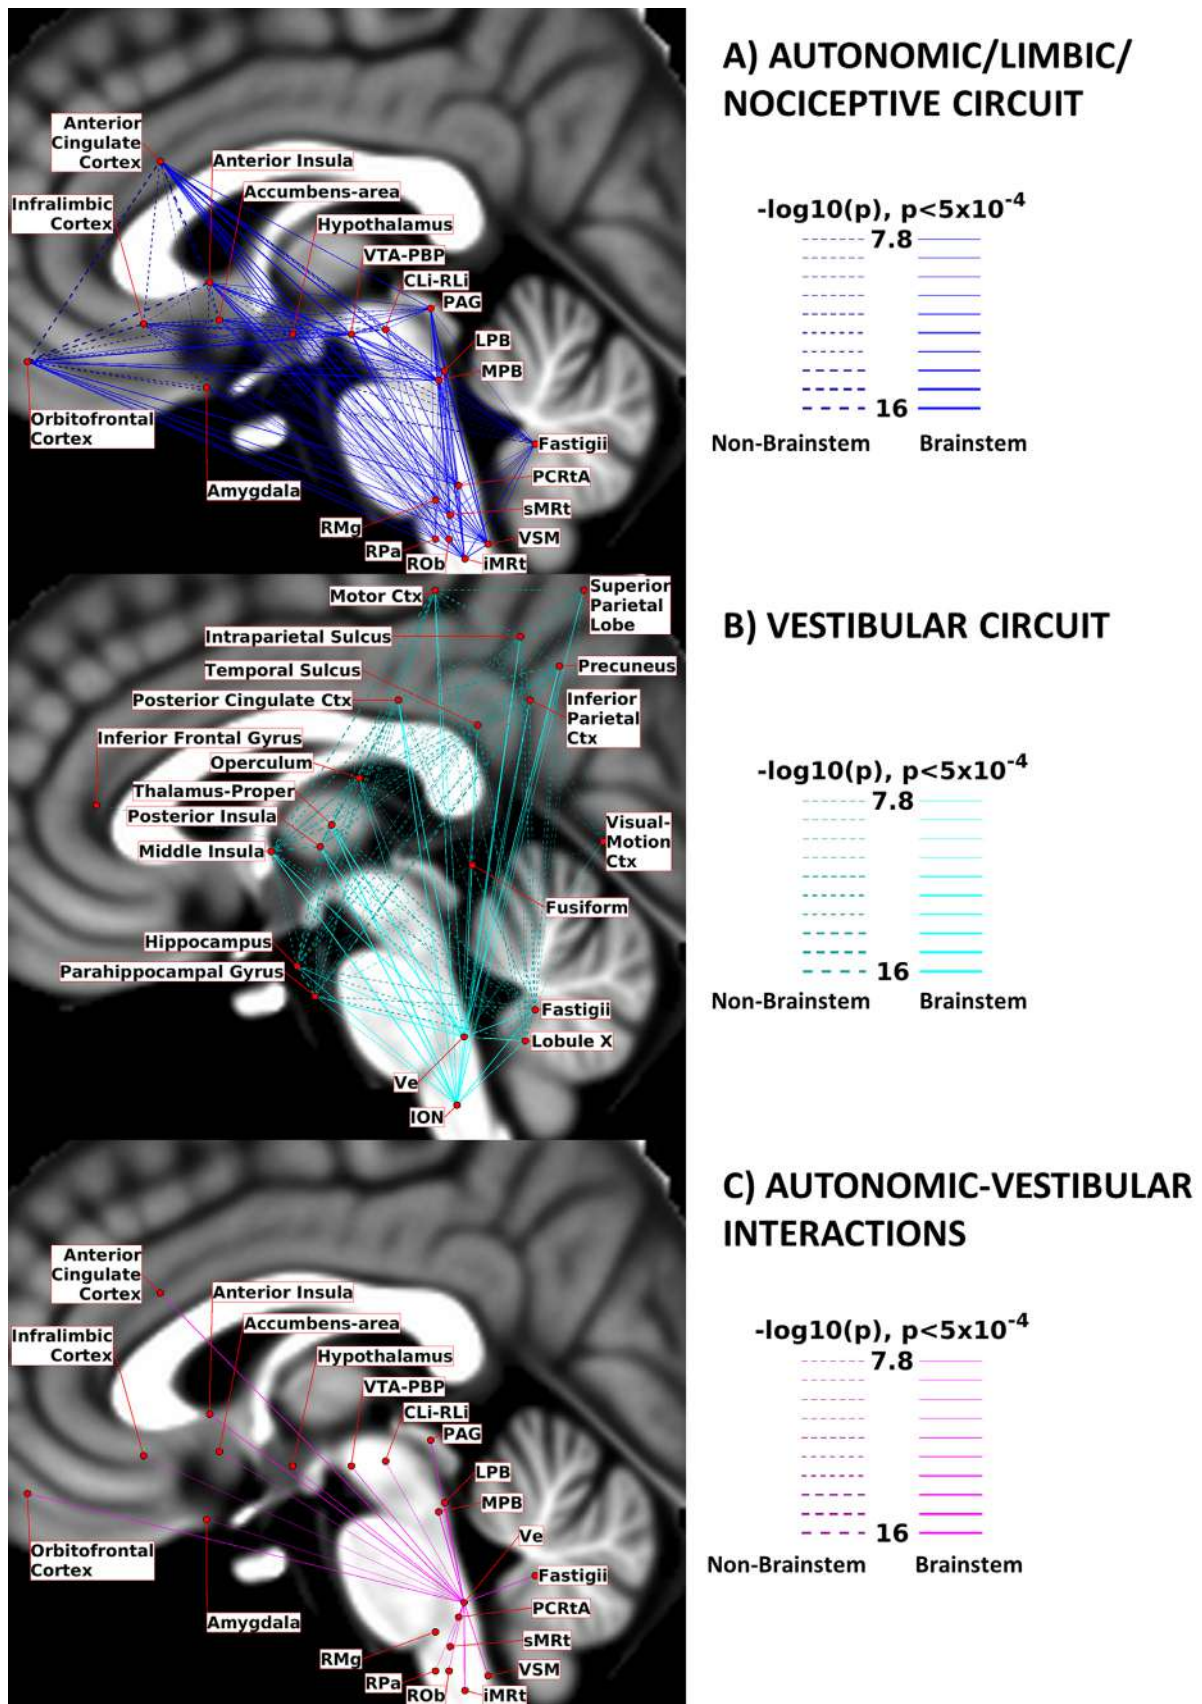 A) AUTONOMIC/LIMBIC/
NOCICEPTIVE CIRCUIT
Anterior
Cingulate
Cortex
Anterior Insula
Infralimbic
Cortex
Accumbens-area
Hypothalamus
VTA-PBP
CLi-RLi
PAG
LPB
MPB
Orbitofrontal
Cortex
Fastigii
Amygdala
PCRtA
RMg
sMRt
RPa
VSM
ROb
iMRt
-log10(p), p<5x10-4
7.8
16
Non-Brainstem
Brainstem
B) VESTIBULAR CIRCUIT
Motor Ctx
Superior
Parietal
Lobe
Intraparietal Sulcus
Temporal Sulcus
Precuneus
Posterior Cingulate Ctx
Inferior
Parietal
Ctx
Inferior Frontal Gyrus
Operculum
Thalamus-Proper
Posterior Insula
Middle Insula
Visual-
Motion
Ctx
Fusiform
Hippocampus
Parahippocampal Gyrus
Fastigii
Lobule X
Ve
ION
-log10(p), p<5x10-4
7.8
16
Non-Brainstem
Brainstem
C) AUTONOMIC-VESTIBULAR
INTERACTIONS
Anterior
Cingulate
Cortex
Anterior Insula
Infralimbic
Cortex
Accumbens-area
Hypothalamus
VTA-PBP
CLi-RLi
PAG
LPB
MPB
Ve
Orbitofrontal
Cortex
Fastigii
Amygdala
PCRtA
RMg
sMRt
RPa
VSM
ROb
iMRt
-log10(p), p<5x10-4
7.8
16
Non-Brainstem
Brainstem